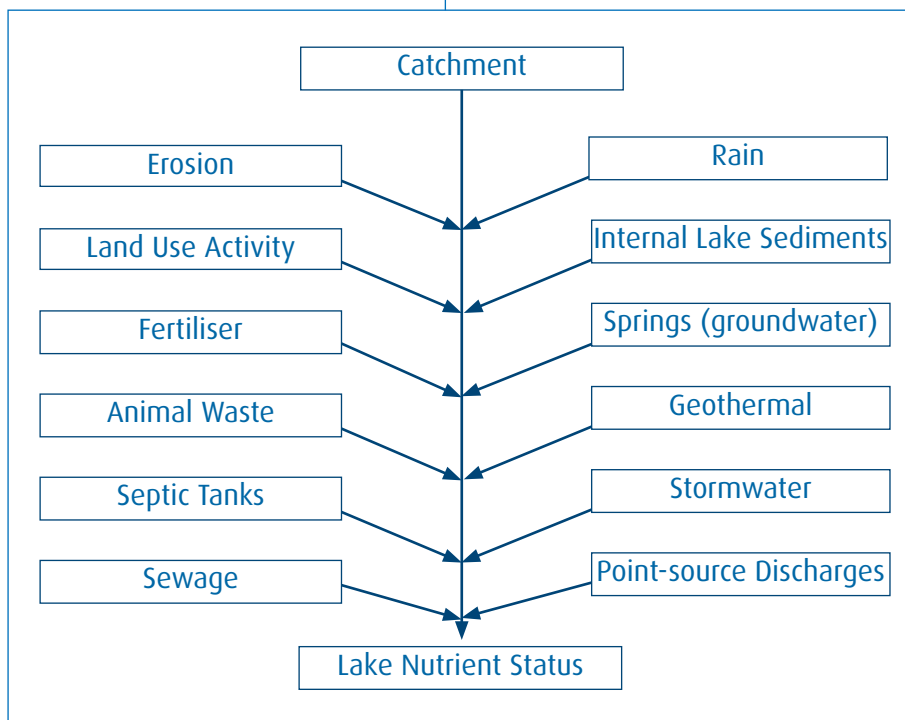 Catchment
Erosion
Rain
Land Use Activity
Internal Lake Sediments
Fertiliser
Springs (groundwater)
Animal Waste
Geothermal
Septic Tanks
Stormwater
Sewage
Point-source Discharges
Lake Nutrient Status